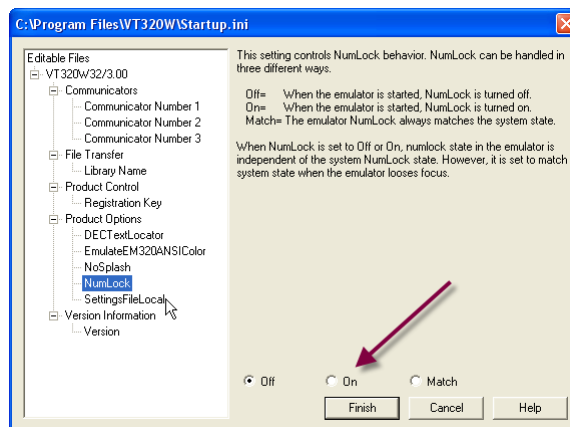 C:\Program Files\VT320W\Startup.ini
Editable Files
VT320W32/3.00
Communicators
Communicator Number 1
Communicator Number 2
Communicator Number 3
File Transfer
Library Name
Product Control
Registration Key
Product Options
DECTextLocator
EmulateEM320ANSIColor
NoSplash
NumLock
SettingsFileLocal
Version Information
Version
This setting controls NumLock behavior. NumLock can be handled in
three different ways.
Off= When the emulator is started, NumLock is turned off.
On= When the emulator is started, NumLock is turned on.
Match= The emulator NumLock always matches the system state.
When NumLock is set to Off or On, numlock state in the emulator is
independent of the system NumLock state. However, it is set to match
system state when the emulator looses focus.
Off On Match
Finish Cancel Help